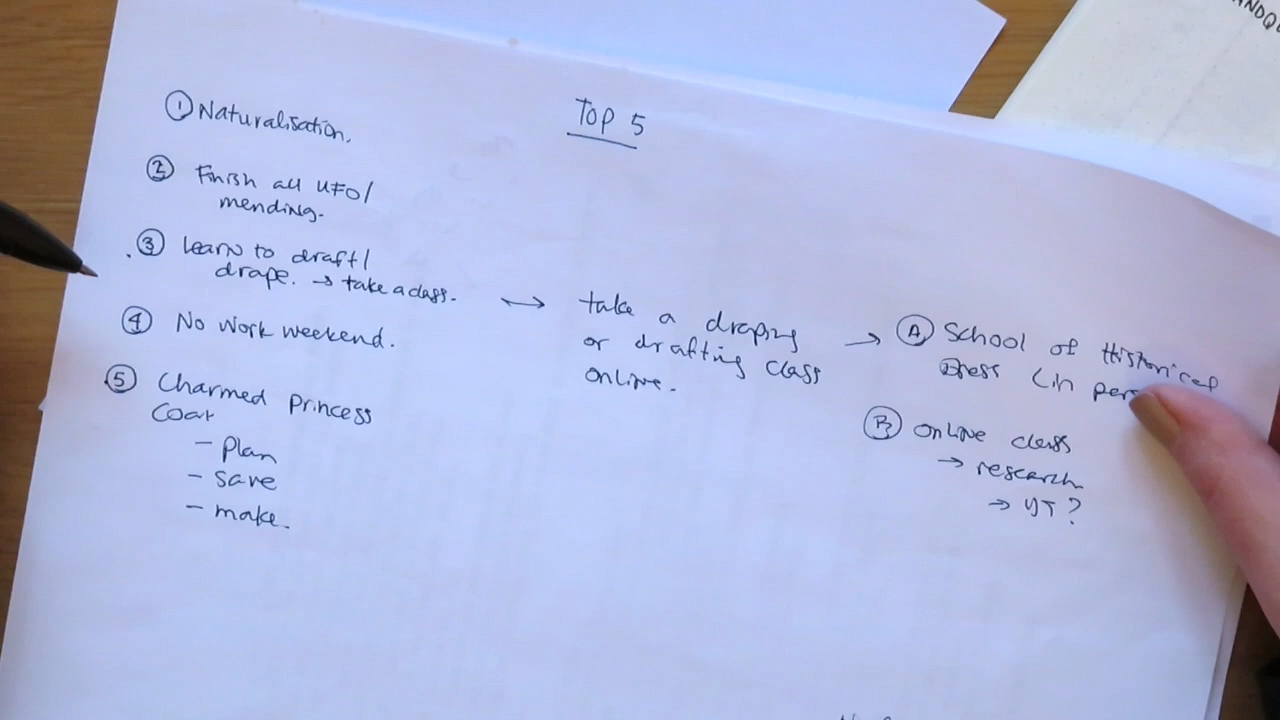 TOP 5
① Naturalisation.
② Finish all UFO/
mending.
③ Learn to draft/
drape. → take a class.
④ No work weekend.
⑤ Charmed Princess
Coat
- plan
- save
- make.
↔ take a draping
or drafting class
online.
→ Ⓐ School of Historical
Dress (in
Ⓑ online class
→ research
→ YT?